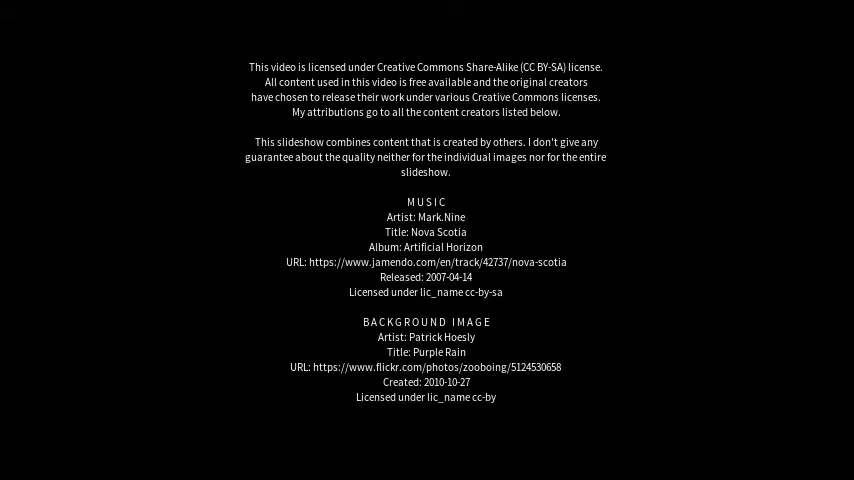 This video is licensed under Creative Commons Share-Alike (CC BY-SA) license.
All content used in this video is free available and the original creators
have chosen to release their work under various Creative Commons licenses.
My attributions go to all the content creators listed below.
This slideshow combines content that is created by others. I don't give any
guarantee about the quality neither for the individual images nor for the entire
slideshow.
MUSIC
Artist: Mark.Nine
Title: Nova Scotia
Album: Artificial Horizon
URL: https://www.jamendo.com/en/track/42737/nova-scotia
Released: 2007-04-14
Licensed under lic_name cc-by-sa
BACKGROUND IMAGE
Artist: Patrick Hoesly
Title: Purple Rain
URL: https://www.flickr.com/photos/zooboing/5124530658
Created: 2010-10-27
Licensed under lic_name cc-by